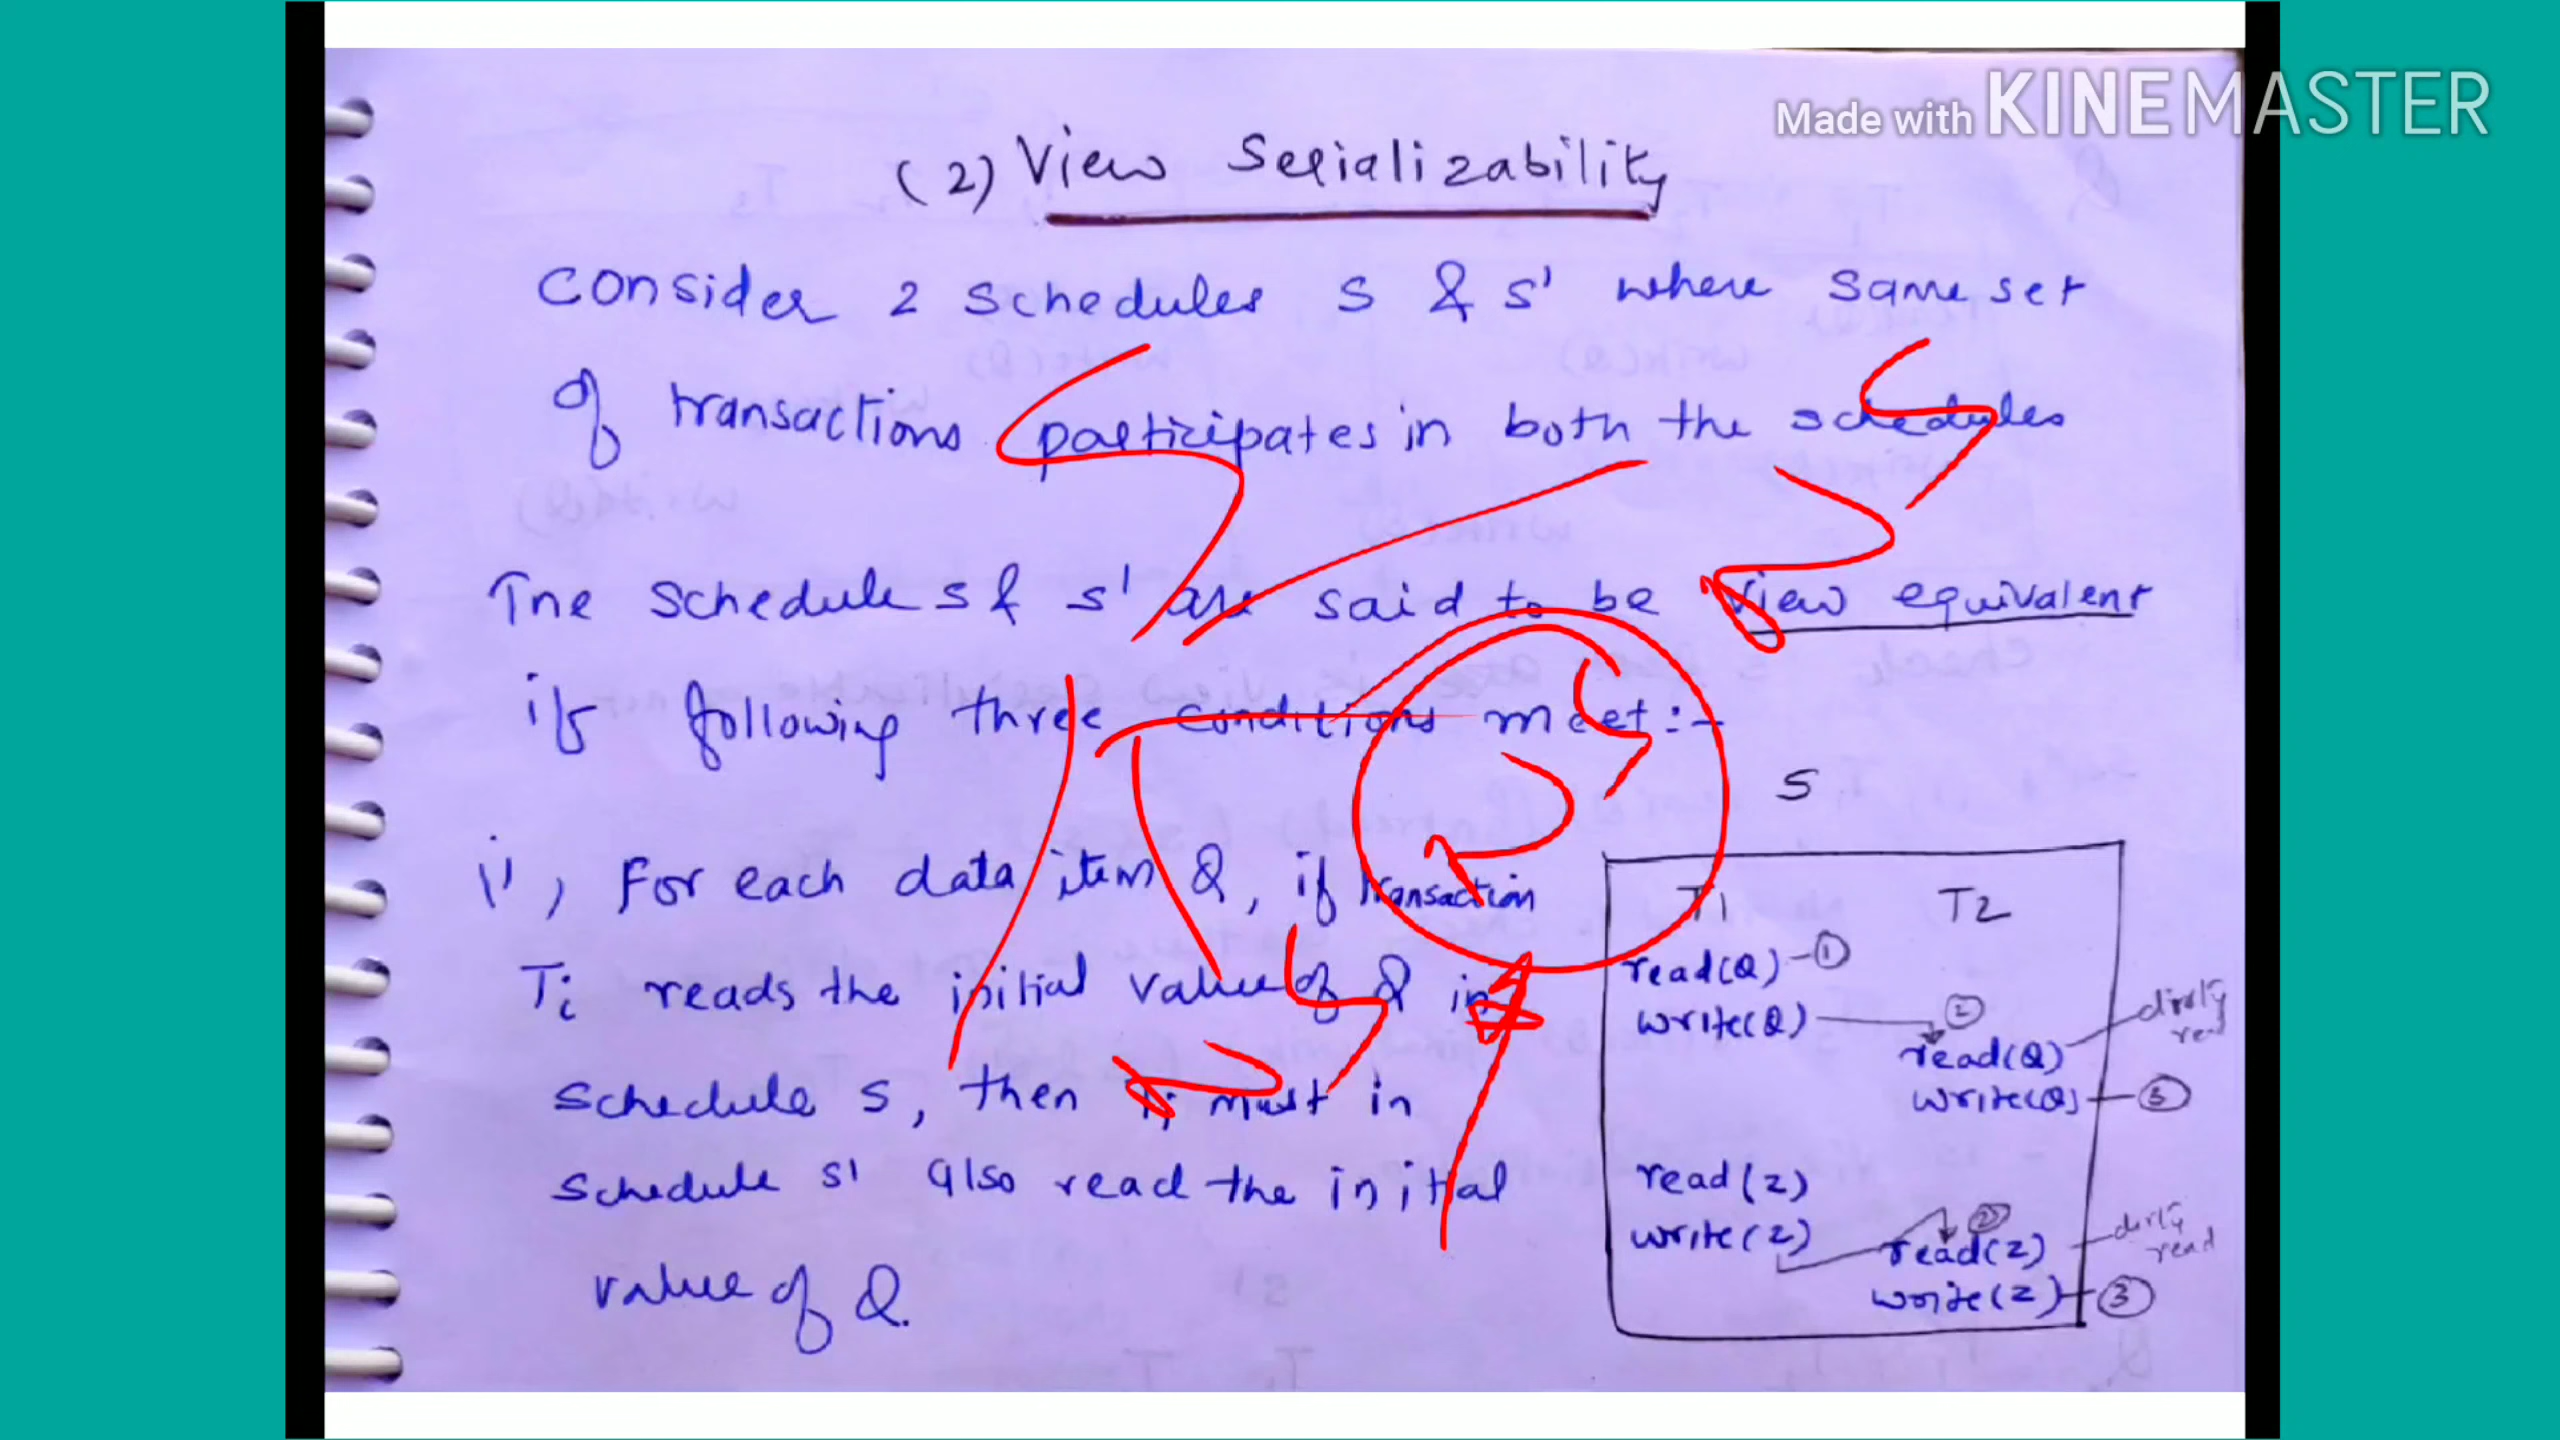 Made with KINEMASTER
(2) View Serializability
Consider 2 schedules S & S' where same set
of transactions participates in both the schedules
The schedule S & S' are said to be view equivalent
if following three conditions meet:-
i), For each data item Q, if transaction
Ti reads the initial value of Q in
schedule S, then Ti must in
schedule S' also read the initial
value of Q.
S
T1 T2
read(Q) - 1
write(Q) 2
read(Q) dirty read
write(Q) - 3
read(z)
write(z) 2
read(z) dirty read
write(z) 3